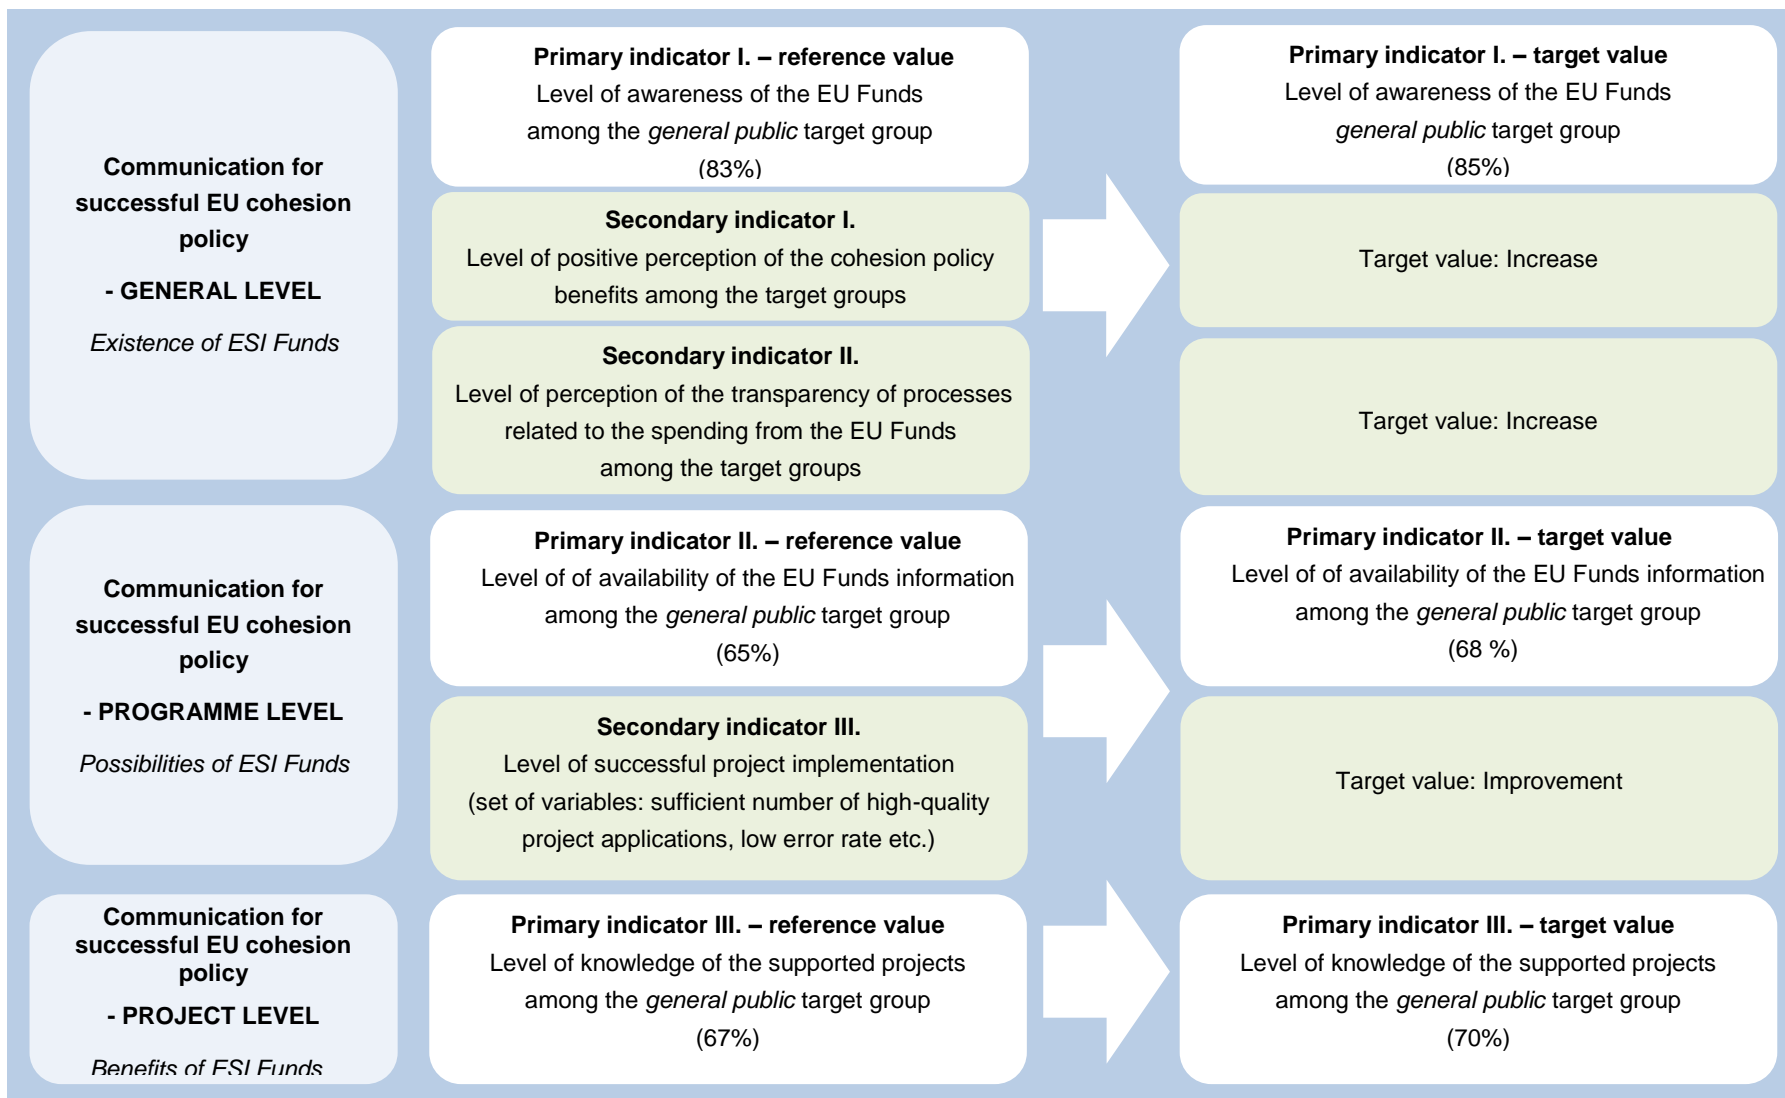 Communication for
successful EU cohesion
policy
- GENERAL LEVEL
Existence of ESI Funds
Primary indicator I. – reference value
Level of awareness of the EU Funds
among the general public target group
(83%)
Primary indicator I. – target value
Level of awareness of the EU Funds
general public target group
(85%)
Secondary indicator I.
Level of positive perception of the cohesion policy
benefits among the target groups
Target value: Increase
Secondary indicator II.
Level of perception of the transparency of processes
related to the spending from the EU Funds
among the target groups
Target value: Increase
Communication for
successful EU cohesion
policy
- PROGRAMME LEVEL
Possibilities of ESI Funds
Primary indicator II. – reference value
Level of of availability of the EU Funds information
among the general public target group
(65%)
Primary indicator II. – target value
Level of of availability of the EU Funds information
among the general public target group
(68 %)
Secondary indicator III.
Level of successful project implementation
(set of variables: sufficient number of high-quality
project applications, low error rate etc.)
Target value: Improvement
Communication for
successful EU cohesion
policy
- PROJECT LEVEL
Benefits of ESI Funds
Primary indicator III. – reference value
Level of knowledge of the supported projects
among the general public target group
(67%)
Primary indicator III. – target value
Level of knowledge of the supported projects
among the general public target group
(70%)